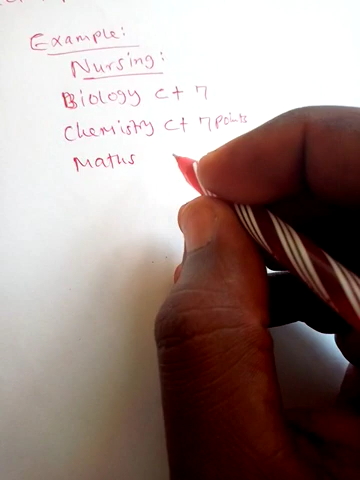 Example:
Nursing:
Biology C+ 7
Chemistry C+ 7 points
Maths